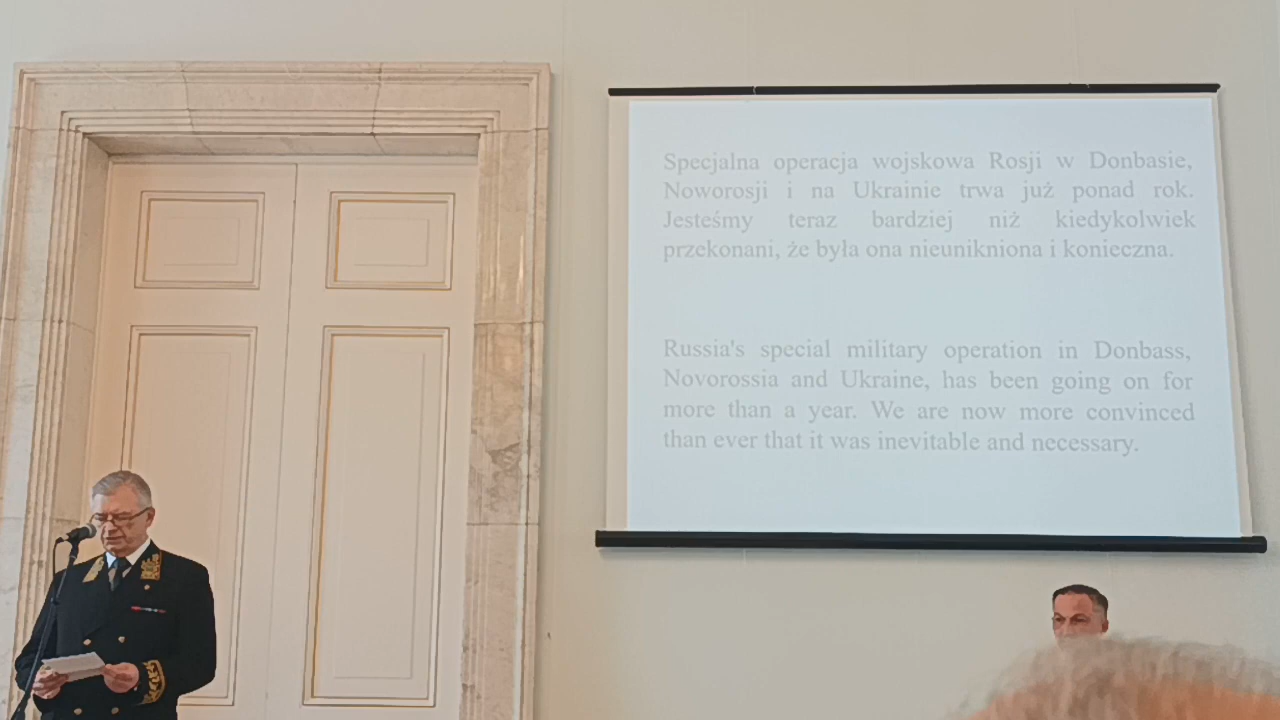 Specjalna operacja wojskowa Rosji w Donbasie,
Noworosji i na Ukrainie trwa już ponad rok.
Jesteśmy teraz bardziej niż kiedykolwiek
przekonani, że była ona nieunikniona i konieczna.
Russia's special military operation in Donbass,
Novorossia and Ukraine, has been going on for
more than a year. We are now more convinced
than ever that it was inevitable and necessary.